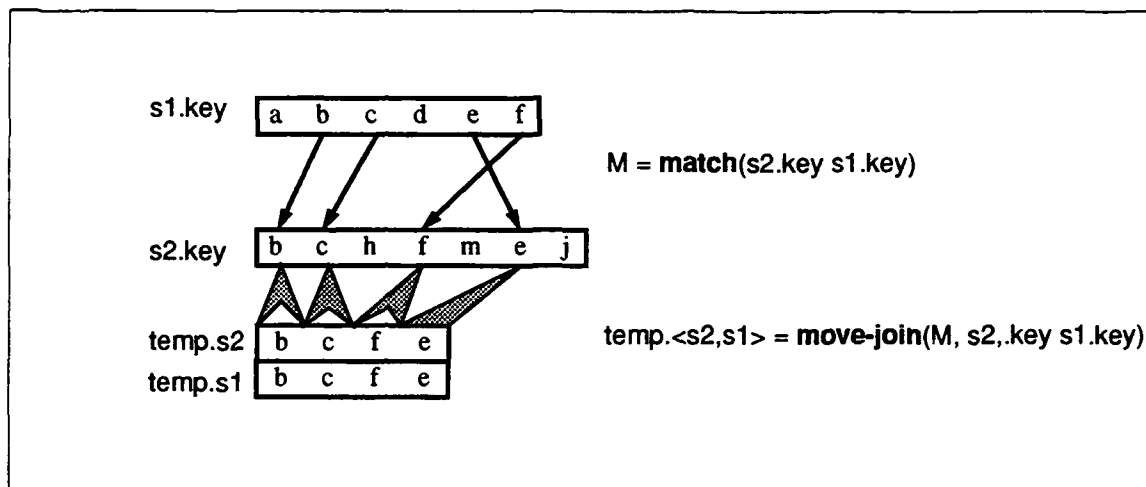 s1.key
a b c d e f
M = match(s2.key s1.key)
s2.key
b c h f m e j
temp.s2
b c f e
temp.<s2,s1> = move-join(M, s2,.key s1.key)
temp.s1
b c f e